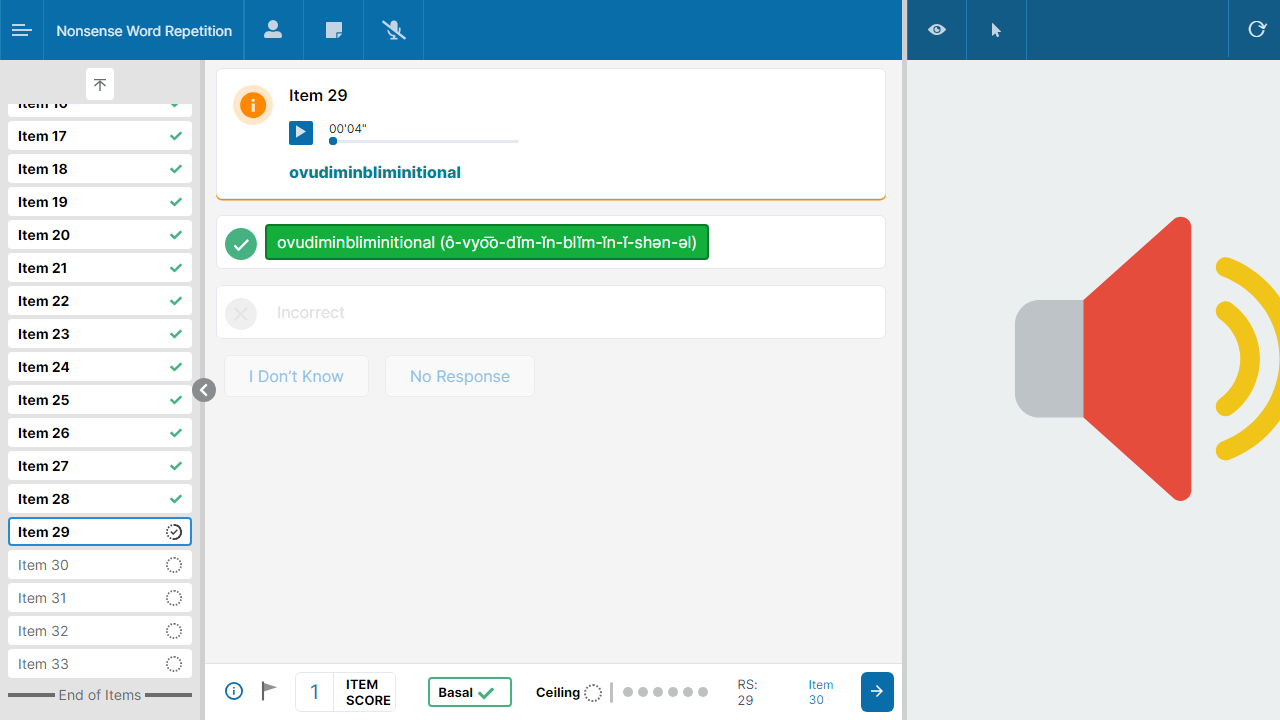 Nonsense Word Repetition
Item 16
Item 17
Item 18
Item 19
Item 20
Item 21
Item 22
Item 23
Item 24
Item 25
Item 26
Item 27
Item 28
Item 29
Item 30
Item 31
Item 32
Item 33
End of Items
Item 29
00'04"
ovudiminbliminitional
ovudiminbliminitional (ô-vyo͞o-dĭm-ĭn-blĭm-ĭn-ĭ-shən-əl)
Incorrect
I Don't Know
No Response
1
ITEM
SCORE
Basal
Ceiling
RS:
29
Item
30